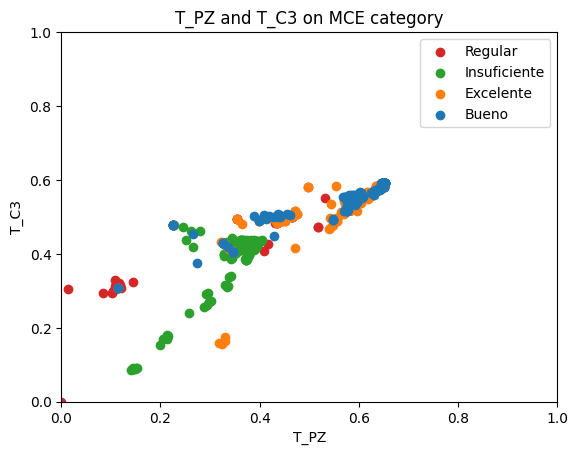 T_PZ and T_C3 on MCE category
1.0
Regular
Insuficiente
Excelente
Bueno
0.8
0.6
T_C3
0.4
0.2
0.0
0.0 0.2 0.4 0.6 0.8 1.0
T_PZ